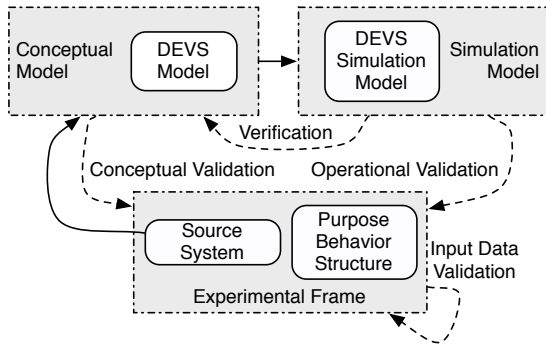 Conceptual
Model
DEVS
Model
DEVS
Simulation
Model
Simulation
Model
Verification
Conceptual Validation
Operational Validation
Source
System
Purpose
Behavior
Structure
Input Data
Validation
Experimental Frame